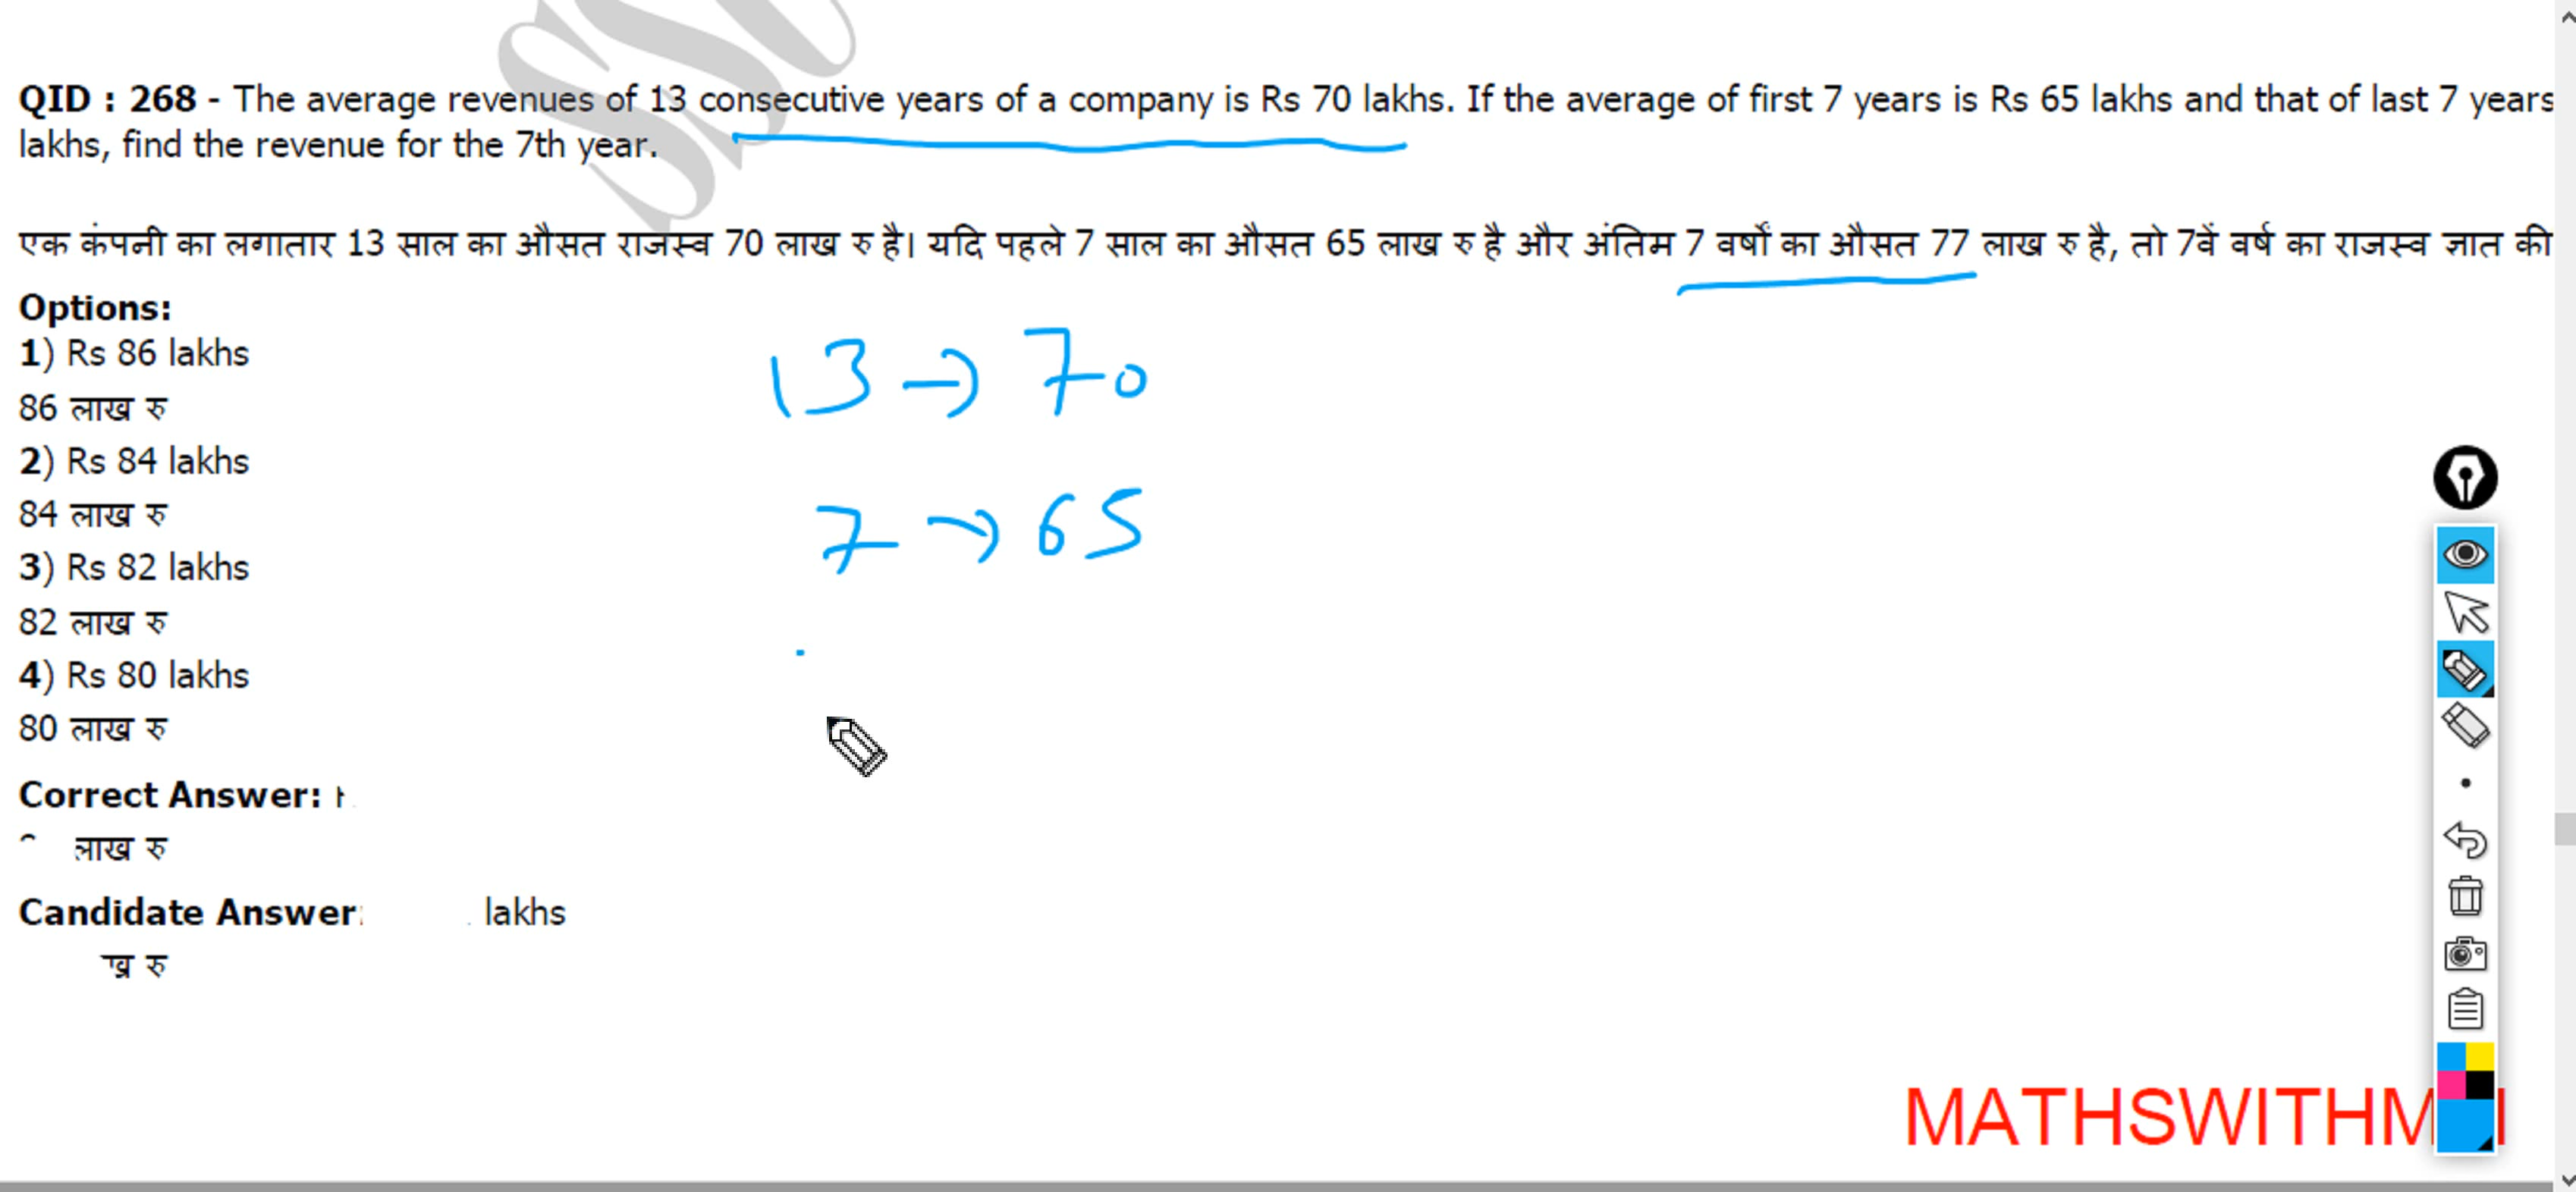 SSC
QID : 268 - The average revenues of 13 consecutive years of a company is Rs 70 lakhs. If the average of first 7 years is Rs 65 lakhs and that of last 7 years
lakhs, find the revenue for the 7th year.
एक कंपनी का लगातार 13 साल का औसत राजस्व 70 लाख रु है। यदि पहले 7 साल का औसत 65 लाख रु है और अंतिम 7 वर्षों का औसत 77 लाख रु है, तो 7वें वर्ष का राजस्व ज्ञात की
Options:
1) Rs 86 lakhs
86 लाख रु
2) Rs 84 lakhs
84 लाख रु
3) Rs 82 lakhs
82 लाख रु
4) Rs 80 lakhs
80 लाख रु
13 → 70
7 → 65
Correct Answer:
लाख रु
Candidate Answer: lakhs
रु